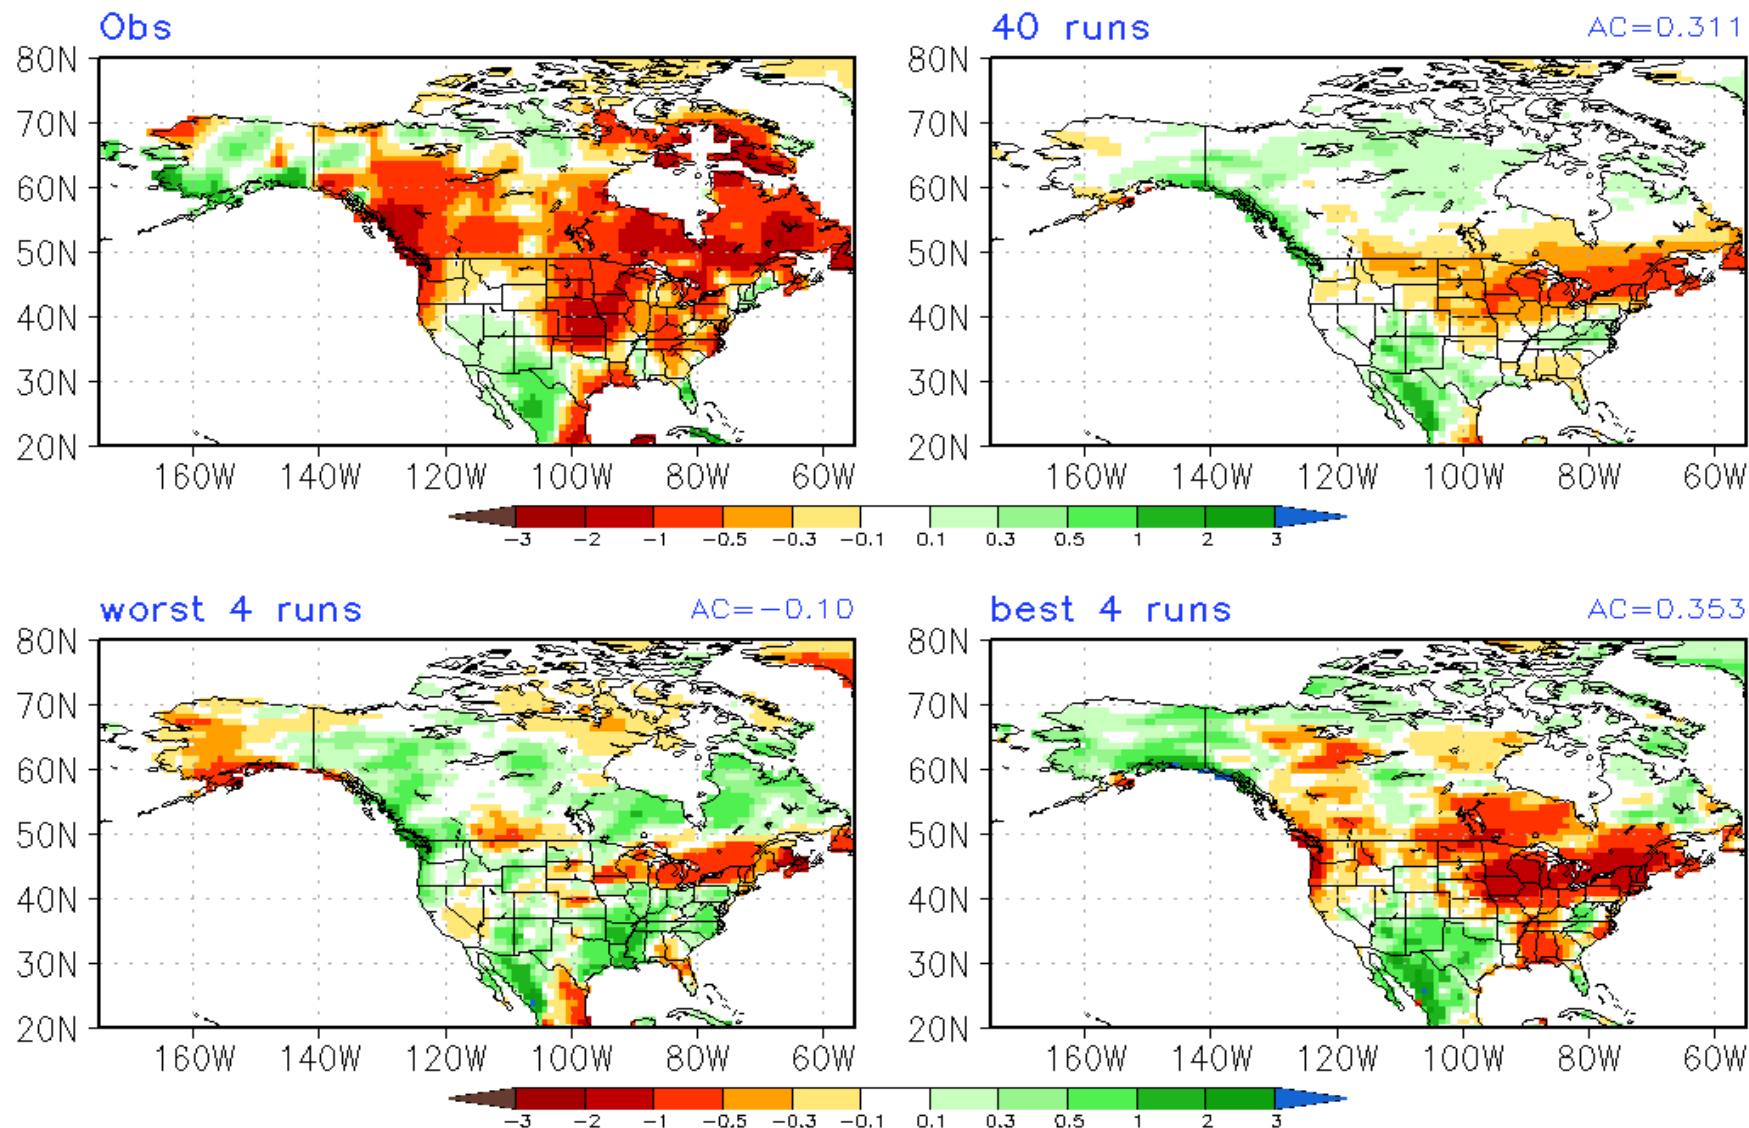 Obs
40 runs AC=0.311
80N 80N
70N 70N
60N 60N
50N 50N
40N 40N
30N 30N
20N 20N
160W 140W 120W 100W 80W 60W 160W 140W 120W 100W 80W 60W
-3 -2 -1 -0.5 -0.3 -0.1 0.1 0.3 0.5 1 2 3
worst 4 runs AC=-0.10
best 4 runs AC=0.353
80N 80N
70N 70N
60N 60N
50N 50N
40N 40N
30N 30N
20N 20N
160W 140W 120W 100W 80W 60W 160W 140W 120W 100W 80W 60W
-3 -2 -1 -0.5 -0.3 -0.1 0.1 0.3 0.5 1 2 3